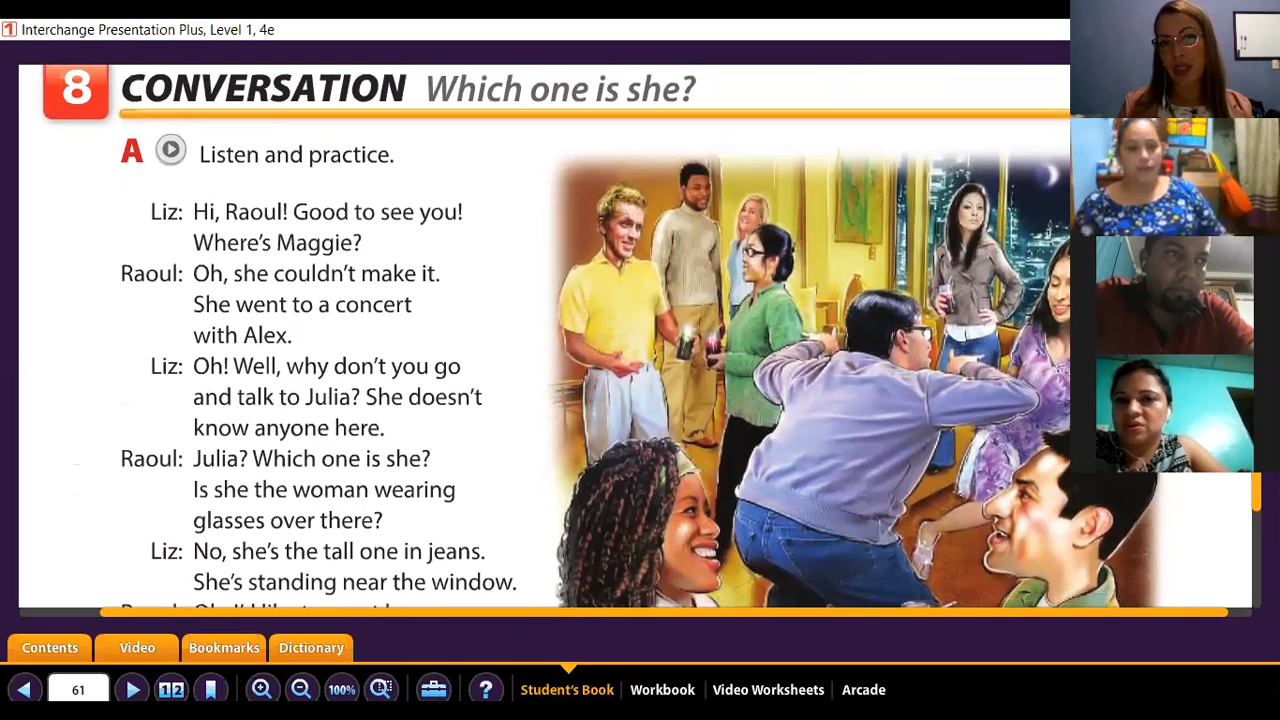 Interchange Presentation Plus, Level 1, 4e
8 CONVERSATION Which one is she?
A Listen and practice.
Liz: Hi, Raoul! Good to see you!
Where's Maggie?
Raoul: Oh, she couldn't make it.
She went to a concert
with Alex.
Liz: Oh! Well, why don't you go
and talk to Julia? She doesn't
know anyone here.
Raoul: Julia? Which one is she?
Is she the woman wearing
glasses over there?
Liz: No, she's the tall one in jeans.
She's standing near the window.
Contents Video Bookmarks Dictionary
61 12 100% ? Student's Book Workbook Video Worksheets Arcade